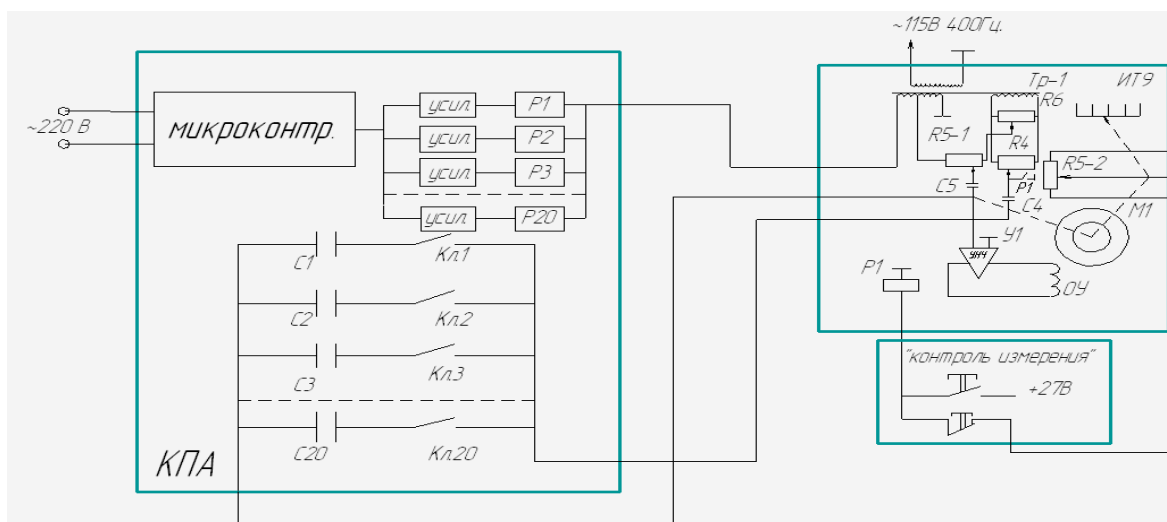 ~220 В
микроконтр.
усил.
Р1
усил.
Р2
усил.
Р3
усил.
Р20
С1
Кл.1
С2
Кл.2
С3
Кл.3
С20
Кл.20
КПА
~115В 400Гц.
Тр-1
ИТ9
R6
R5-1
R4
R5-2
С5
Р1
С4
М1
У1
УНЧ
Р1
ОУ
"контроль измерения"
+27В